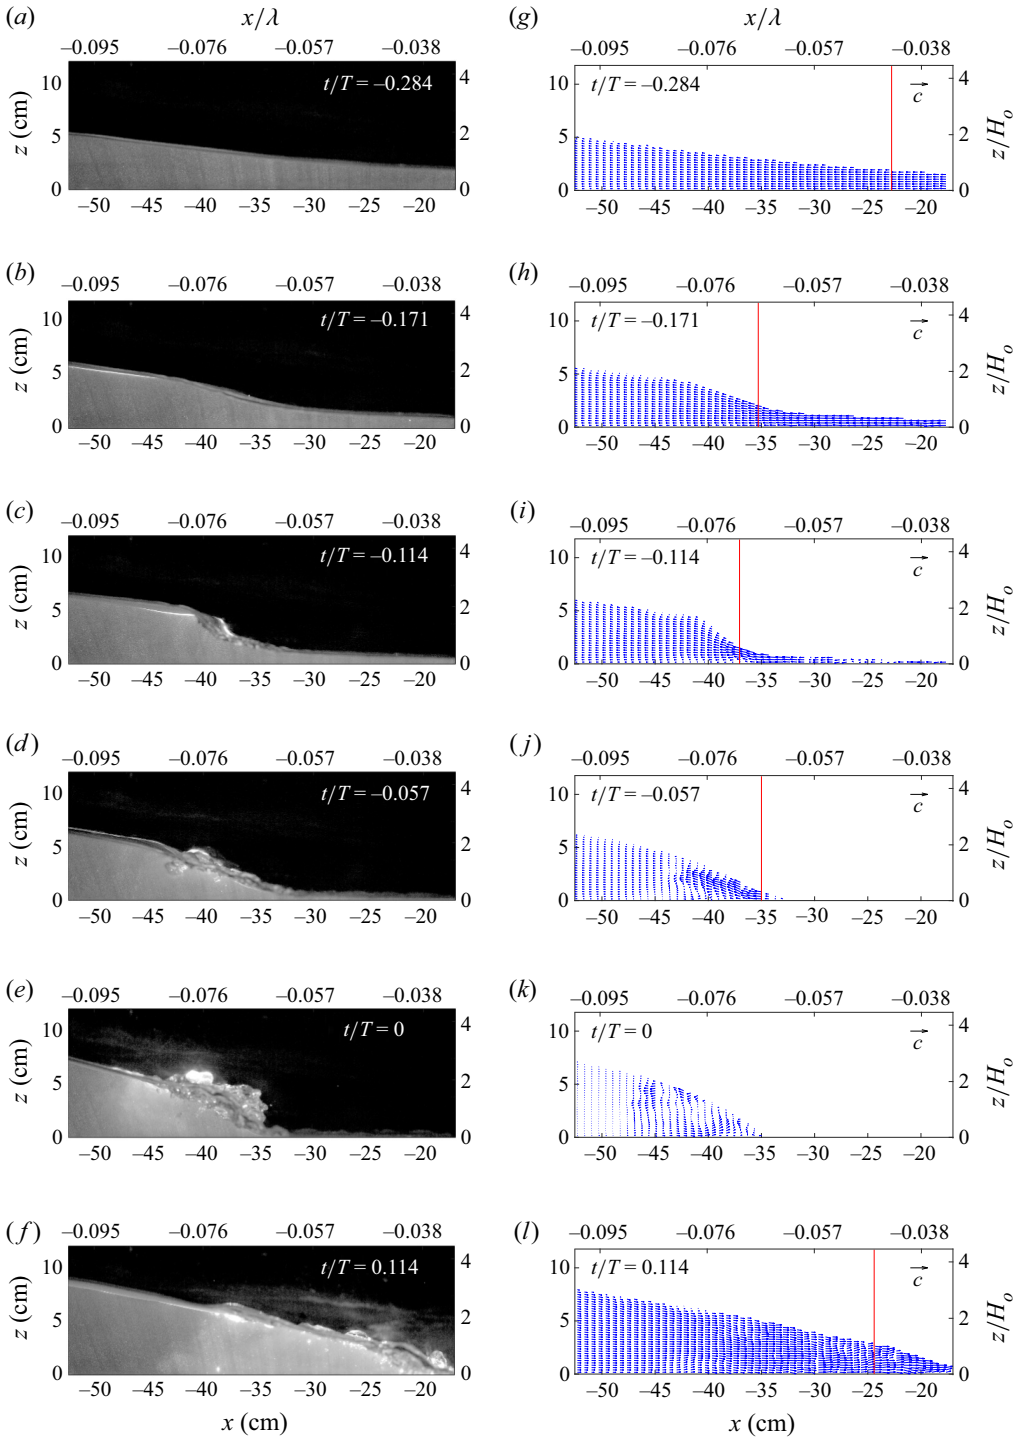 (a) x/λ (g) x/λ
−0.095 −0.076 −0.057 −0.038 −0.095 −0.076 −0.057 −0.038
10 4 10 4
t/T = −0.284 t/T = −0.284 c
z (cm) 5 2 z/Hₒ 5 2
0 0 0 0
−50 −45 −40 −35 −30 −25 −20 −50 −45 −40 −35 −30 −25 −20
(b) (h)
−0.095 −0.076 −0.057 −0.038 −0.095 −0.076 −0.057 −0.038
10 4 10 4
t/T = −0.171 t/T = −0.171 c
z (cm) 5 2 5 2 z/Hₒ
0 0 0 0
−50 −45 −40 −35 −30 −25 −20 −50 −45 −40 −35 −30 −25 −20
(c) (i)
−0.095 −0.076 −0.057 −0.038 −0.095 −0.076 −0.057 −0.038
10 4 10 4
t/T = −0.114 t/T = −0.114 c
z (cm) 5 2 5 2 z/Hₒ
0 0 0 0
−50 −45 −40 −35 −30 −25 −20 −50 −45 −40 −35 −30 −25 −20
(d) (j)
−0.095 −0.076 −0.057 −0.038 −0.095 −0.076 −0.057 −0.038
10 4 10 4
t/T = −0.057 t/T = −0.057 c
z (cm) 5 2 5 2 z/Hₒ
0 0 0 0
−50 −45 −40 −35 −30 −25 −20 −50 −45 −40 −35 −30 −25 −20
(e) (k)
−0.095 −0.076 −0.057 −0.038 −0.095 −0.076 −0.057 −0.038
10 4 10 4
t/T = 0 t/T = 0 c
z (cm) 5 2 5 2 z/Hₒ
0 0 0 0
−50 −45 −40 −35 −30 −25 −20 −50 −45 −40 −35 −30 −25 −20
(f) (l)
−0.095 −0.076 −0.057 −0.038 −0.095 −0.076 −0.057 −0.038
10 4 10 4
t/T = 0.114 t/T = 0.114 c
z (cm) 5 2 5 2 z/Hₒ
0 0 0 0
−50 −45 −40 −35 −30 −25 −20 −50 −45 −40 −35 −30 −25 −20
x (cm) x (cm)